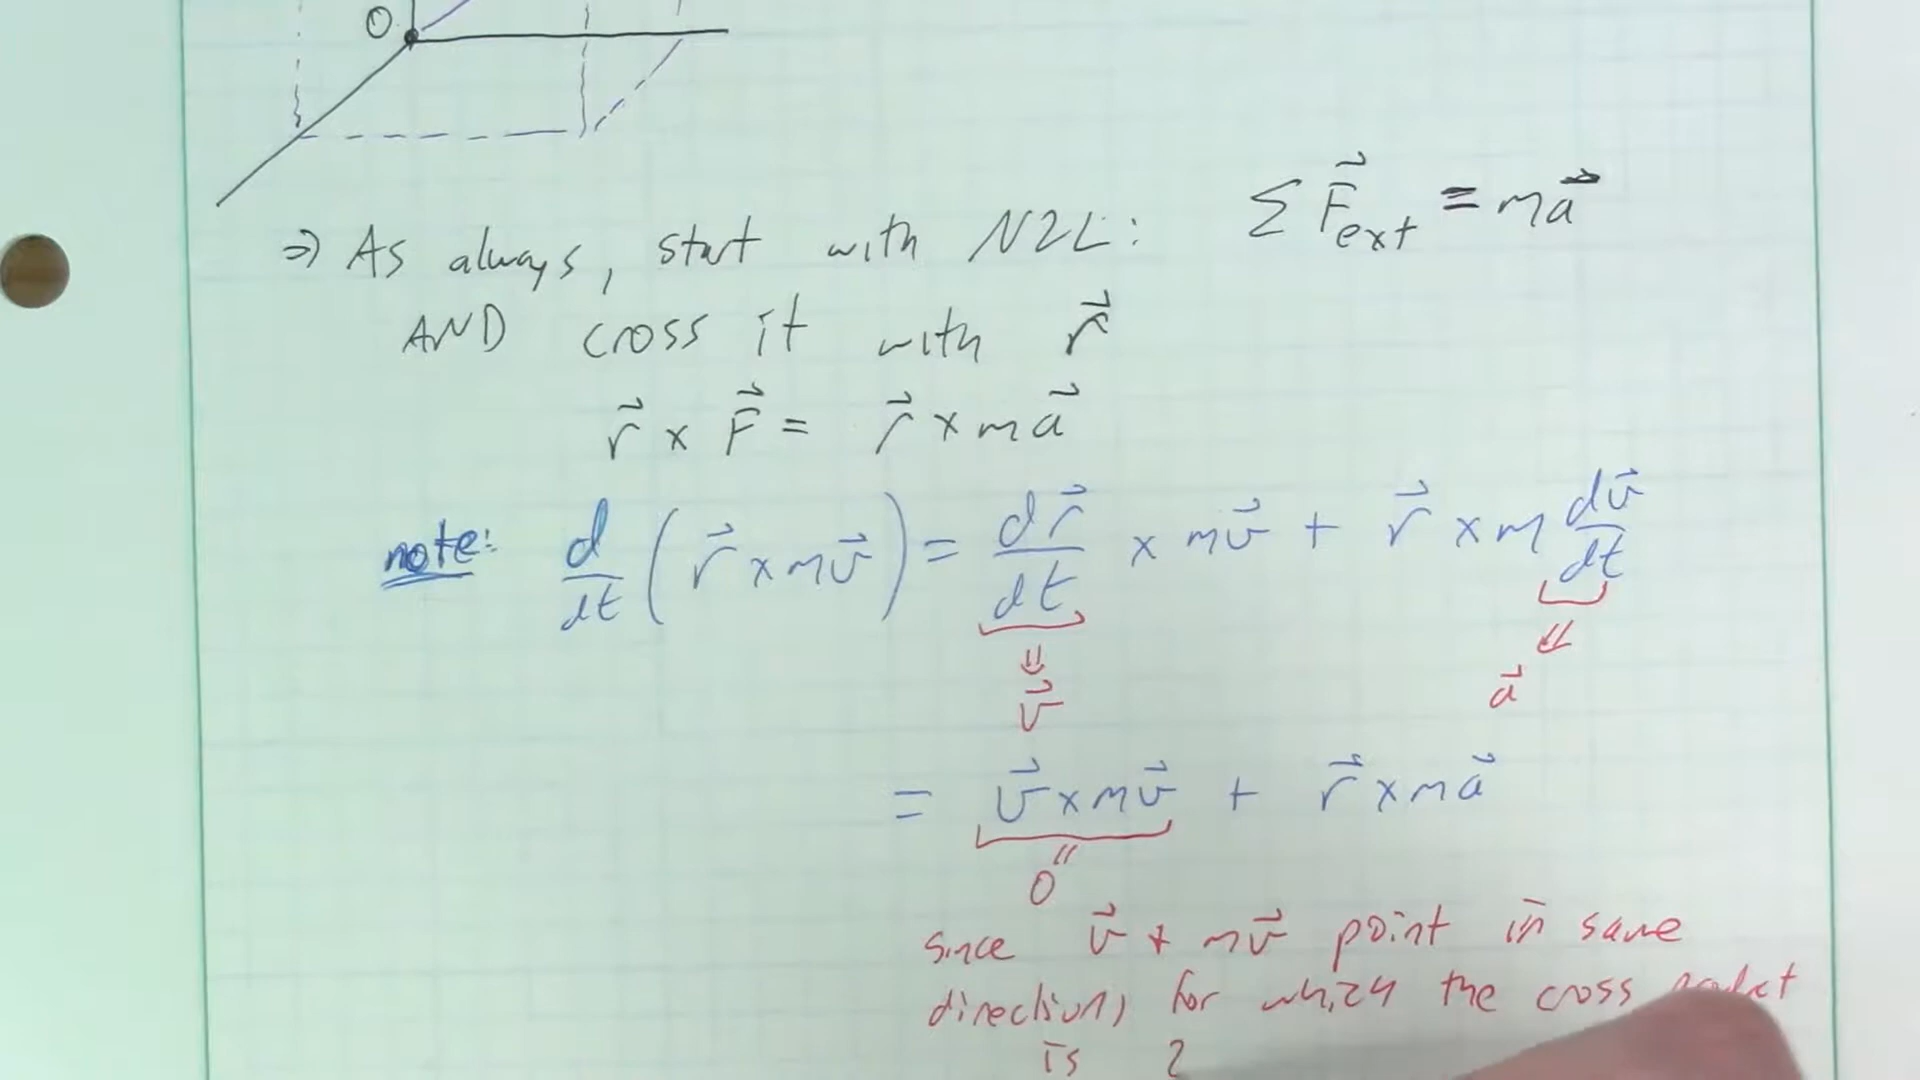 O
⇒ As always, start with N2L: Σ F⃗ext = ma⃗
AND cross it with r⃗
r⃗ × F⃗ = r⃗ × ma⃗
note: d/dt (r⃗ × mv⃗) = dr⃗/dt × mv⃗ + r⃗ × m dv⃗/dt
⇓ v⃗
⇓ a⃗
= v⃗ × mv⃗ + r⃗ × ma⃗
"
0
since v⃗ + mv⃗ point in same
direction, for which the cross
is